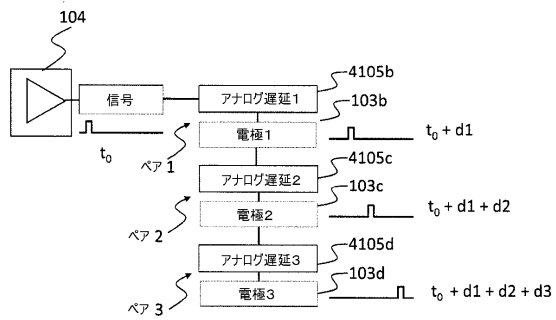 104
信号
t₀
アナログ遅延1
4105b
103b
電極1
t₀ + d1
ペア 1
アナログ遅延2
4105c
103c
電極2
t₀ + d1 + d2
ペア 2
アナログ遅延3
4105d
103d
電極3
t₀ + d1 + d2 + d3
ペア 3